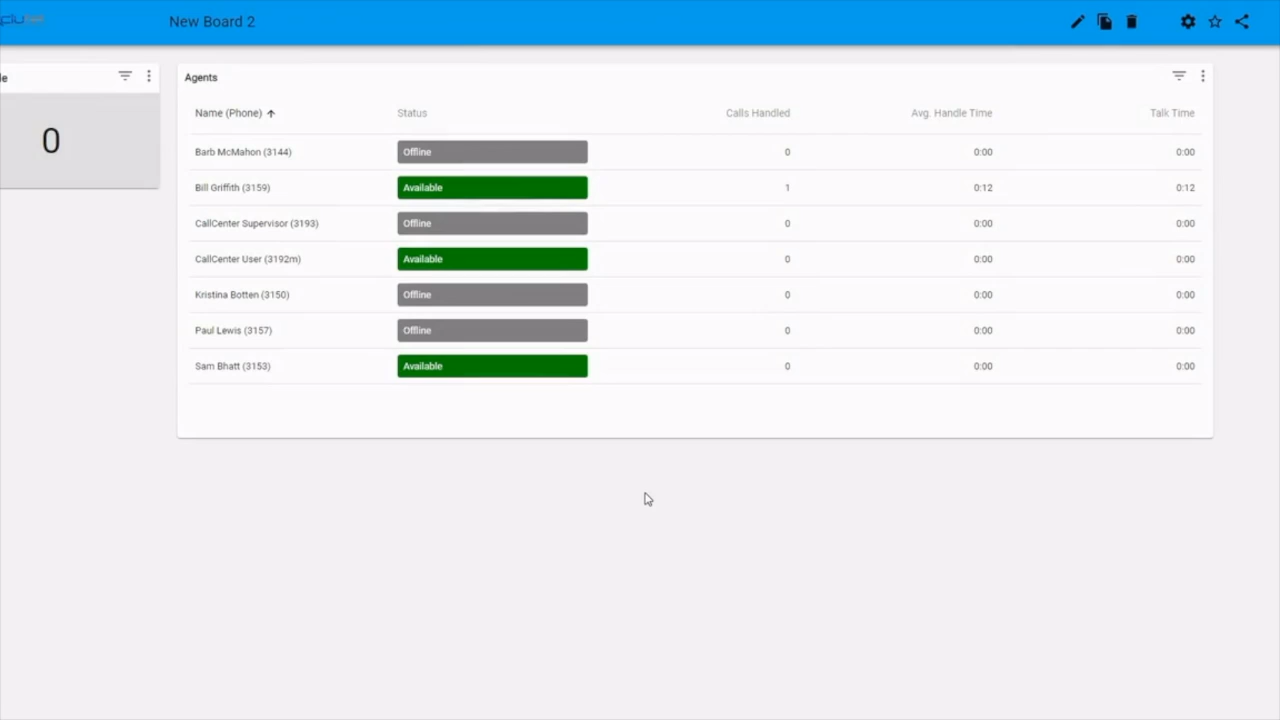 New Board 2
le
0
Agents
Name (Phone) Status Calls Handled Avg. Handle Time Talk Time
Barb McMahon (3144) Offline 0 0:00 0:00
Bill Griffith (3159) Available 1 0:12 0:12
CallCenter Supervisor (3193) Offline 0 0:00 0:00
CallCenter User (3192m) Available 0 0:00 0:00
Kristina Botten (3150) Offline 0 0:00 0:00
Paul Lewis (3157) Offline 0 0:00 0:00
Sam Bhatt (3153) Available 0 0:00 0:00